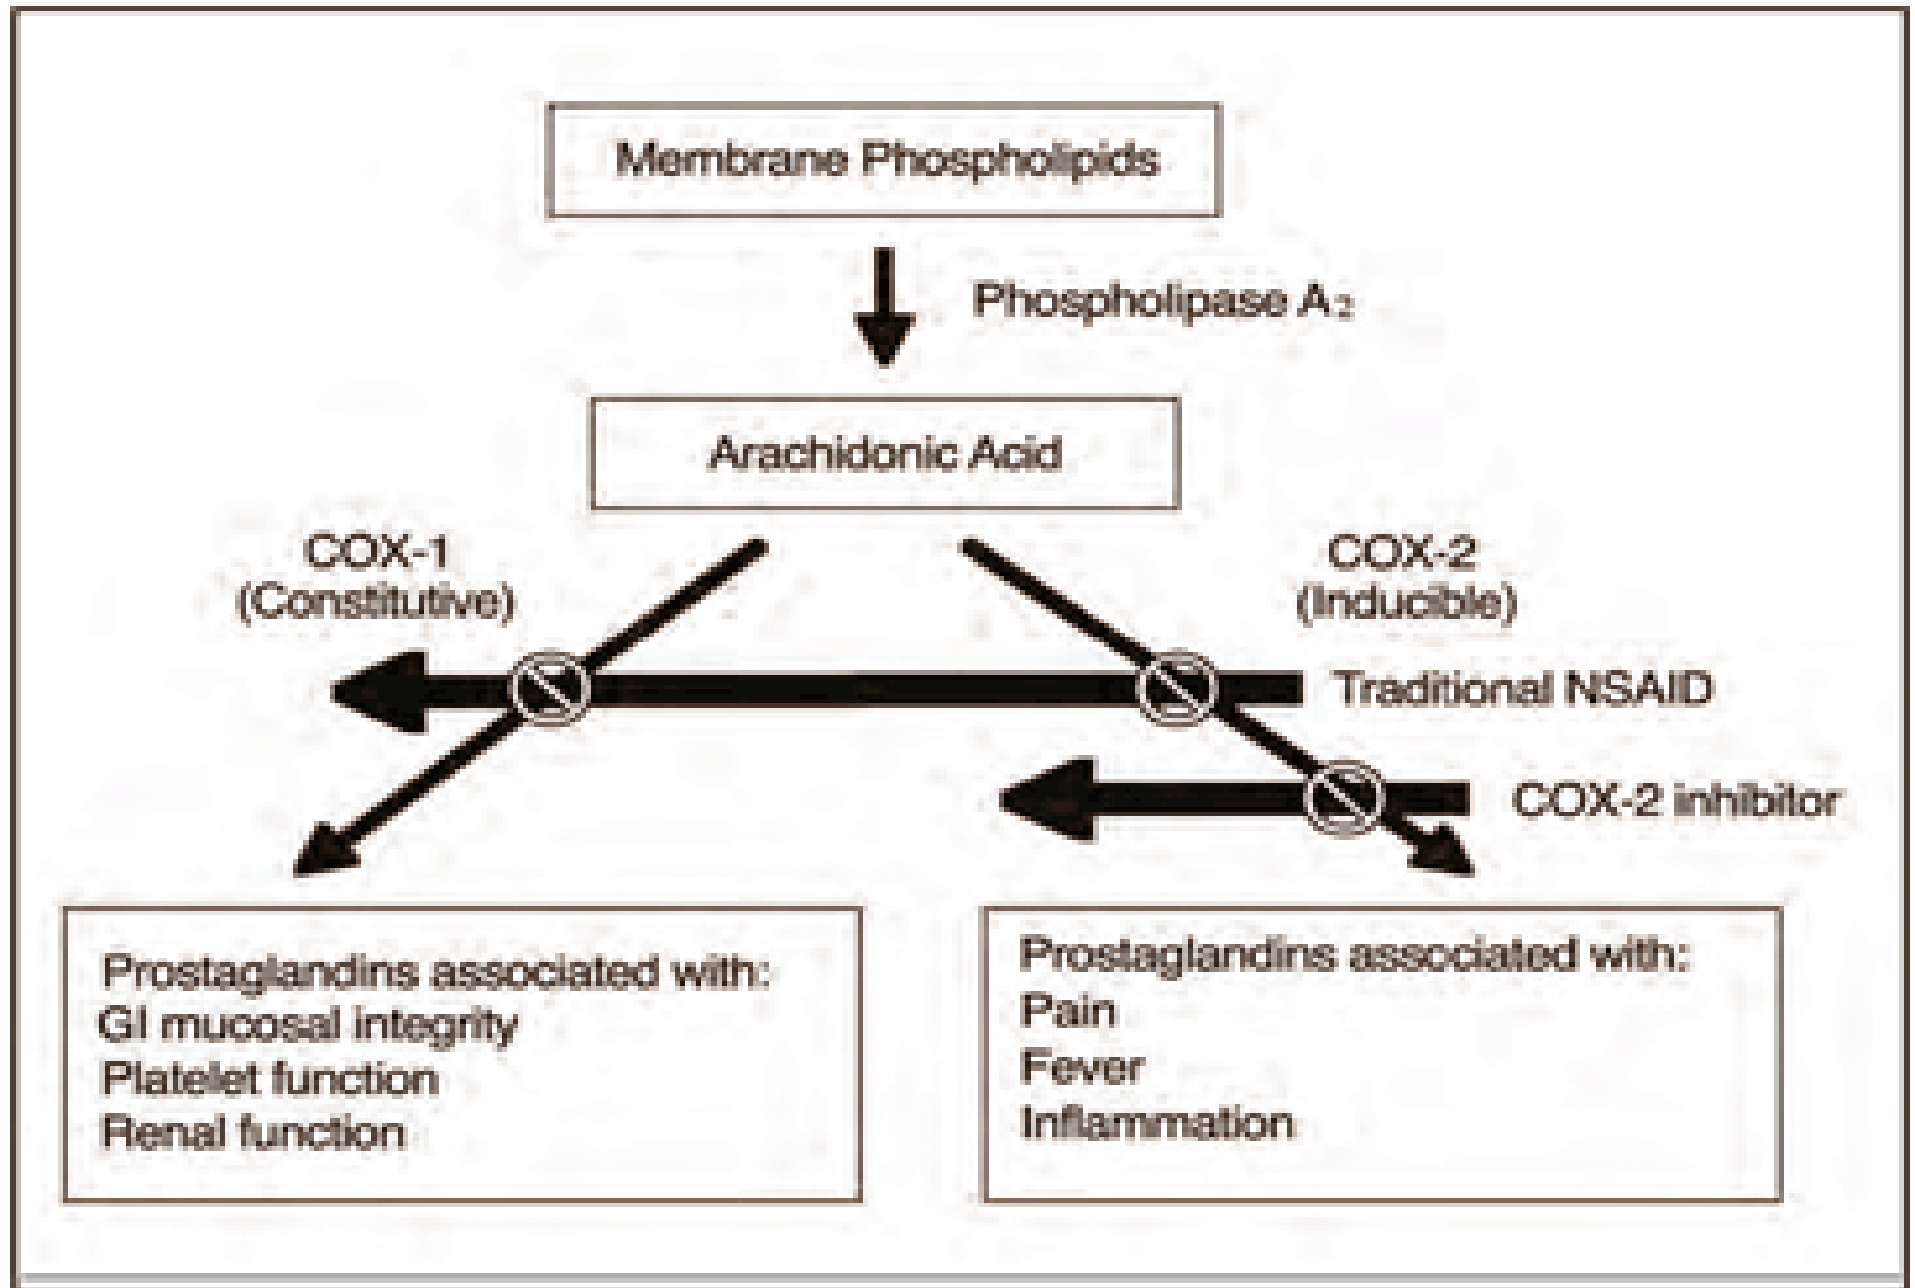 Membrane Phospholipids
Phospholipase A₂
Arachidonic Acid
COX-1
(Constitutive)
COX-2
(Inducible)
Traditional NSAID
COX-2 inhibitor
Prostaglandins associated with:
GI mucosal integrity
Platelet function
Renal function
Prostaglandins associated with:
Pain
Fever
Inflammation